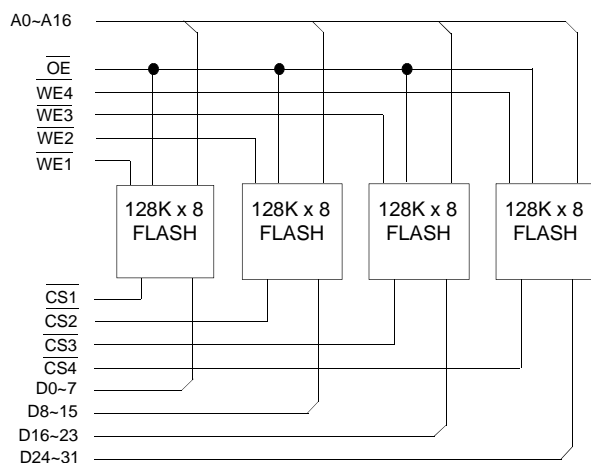 A0~A16
OE
WE4
WE3
WE2
WE1
128K x 8
FLASH
128K x 8
FLASH
128K x 8
FLASH
128K x 8
FLASH
CS1
CS2
CS3
CS4
D0~7
D8~15
D16~23
D24~31